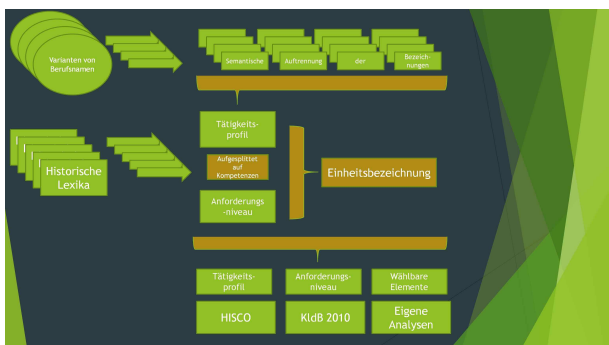 Varianten von
Berufsnamen
Semantische
Auftrennung
der
Bezeich-
nungen
Historische
Lexika
Tätigkeits-
profil
Aufgesplittet
auf
Kompetenzen
Anforderungs
-niveau
Einheitsbezeichnung
Tätigkeits-
profil
Anforderungs-
niveau
Wählbare
Elemente
HISCO
KldB 2010
Eigene
Analysen